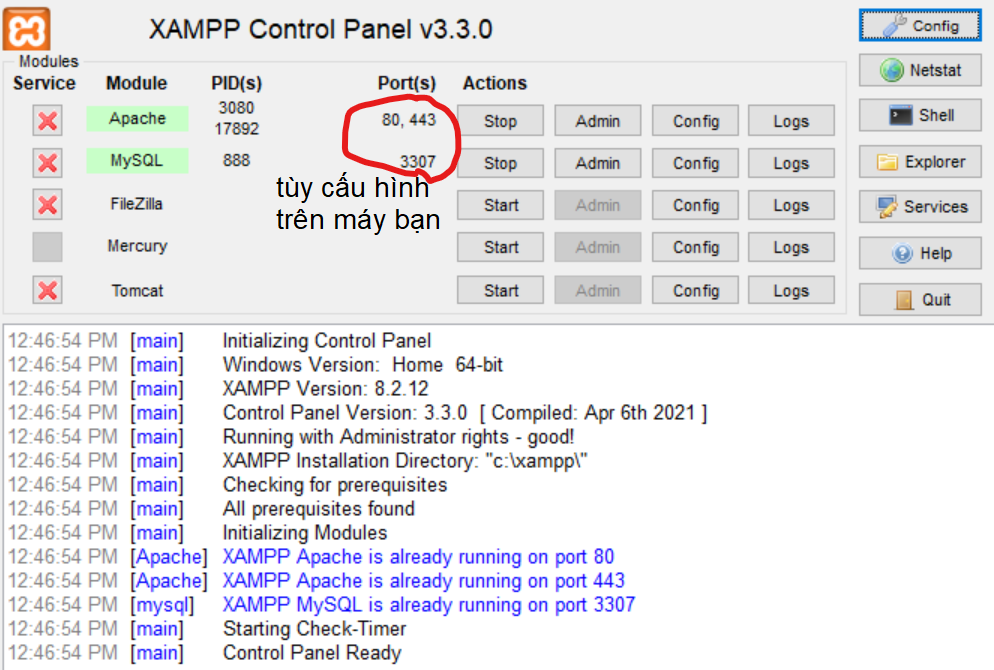 XAMPP Control Panel v3.3.0
Config
Modules
Service Module PID(s) Port(s) Actions
Netstat
Apache 3080 17892 80, 443 Stop Admin Config Logs
Shell
MySQL 888 3307 Stop Admin Config Logs
Explorer
tùy cấu hình
trên máy bạn
FileZilla Start Admin Config Logs
Services
Mercury Start Admin Config Logs
Help
Tomcat Start Admin Config Logs
Quit
12:46:54 PM [main] Initializing Control Panel
12:46:54 PM [main] Windows Version: Home 64-bit
12:46:54 PM [main] XAMPP Version: 8.2.12
12:46:54 PM [main] Control Panel Version: 3.3.0 [ Compiled: Apr 6th 2021 ]
12:46:54 PM [main] Running with Administrator rights - good!
12:46:54 PM [main] XAMPP Installation Directory: "c:\xampp\"
12:46:54 PM [main] Checking for prerequisites
12:46:54 PM [main] All prerequisites found
12:46:54 PM [main] Initializing Modules
12:46:54 PM [Apache] XAMPP Apache is already running on port 80
12:46:54 PM [Apache] XAMPP Apache is already running on port 443
12:46:54 PM [mysql] XAMPP MySQL is already running on port 3307
12:46:54 PM [main] Starting Check-Timer
12:46:54 PM [main] Control Panel Ready